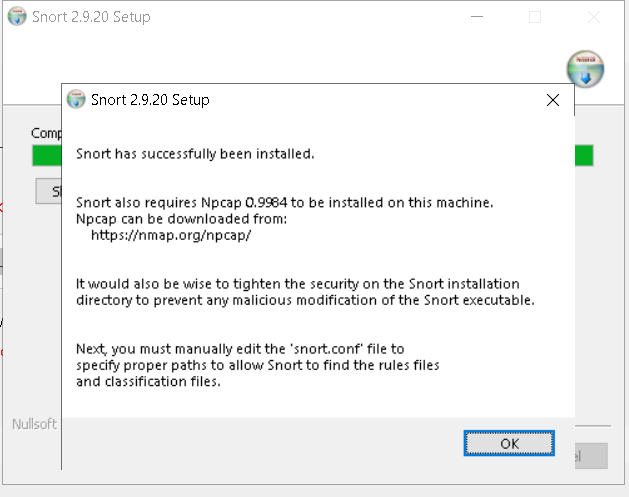 Snort 2.9.20 Setup
Snort 2.9.20 Setup
Comp
Snort has successfully been installed.
Snort also requires Npcap 0.9984 to be installed on this machine.
Npcap can be downloaded from:
https://nmap.org/npcap/
It would also be wise to tighten the security on the Snort installation
directory to prevent any malicious modification of the Snort executable.
Next, you must manually edit the 'snort.conf' file to
specify proper paths to allow Snort to find the rules files
and classification files.
Nullsoft
OK